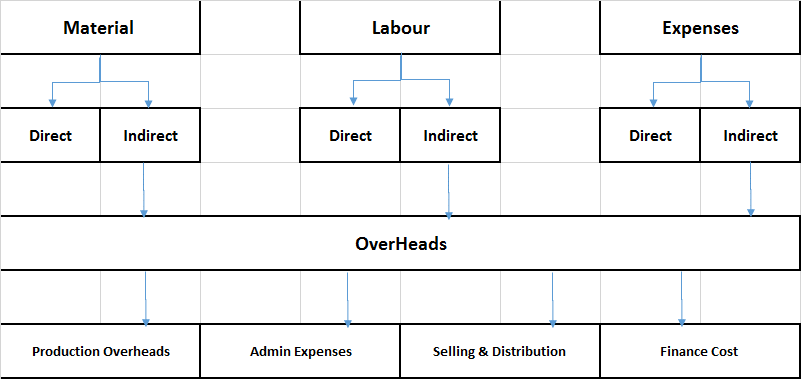 Material
Labour
Expenses
Direct
Indirect
Direct
Indirect
Direct
Indirect
OverHeads
Production Overheads
Admin Expenses
Selling & Distribution
Finance Cost